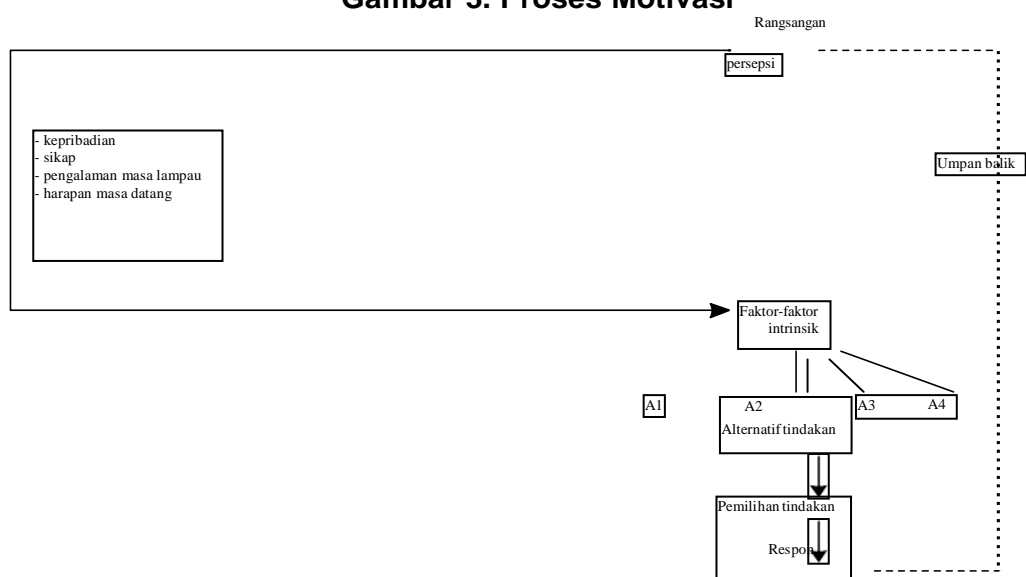 Gambar 3. Proses Motivasi
Rangsangan
persepsi
- kepribadian
- sikap
- pengalaman masa lampau
- harapan masa datang
Umpan balik
Faktor-faktor
intrinsik
A1 A2 A3 A4
Alternatif tindakan
Pemilihan tindakan
Respon